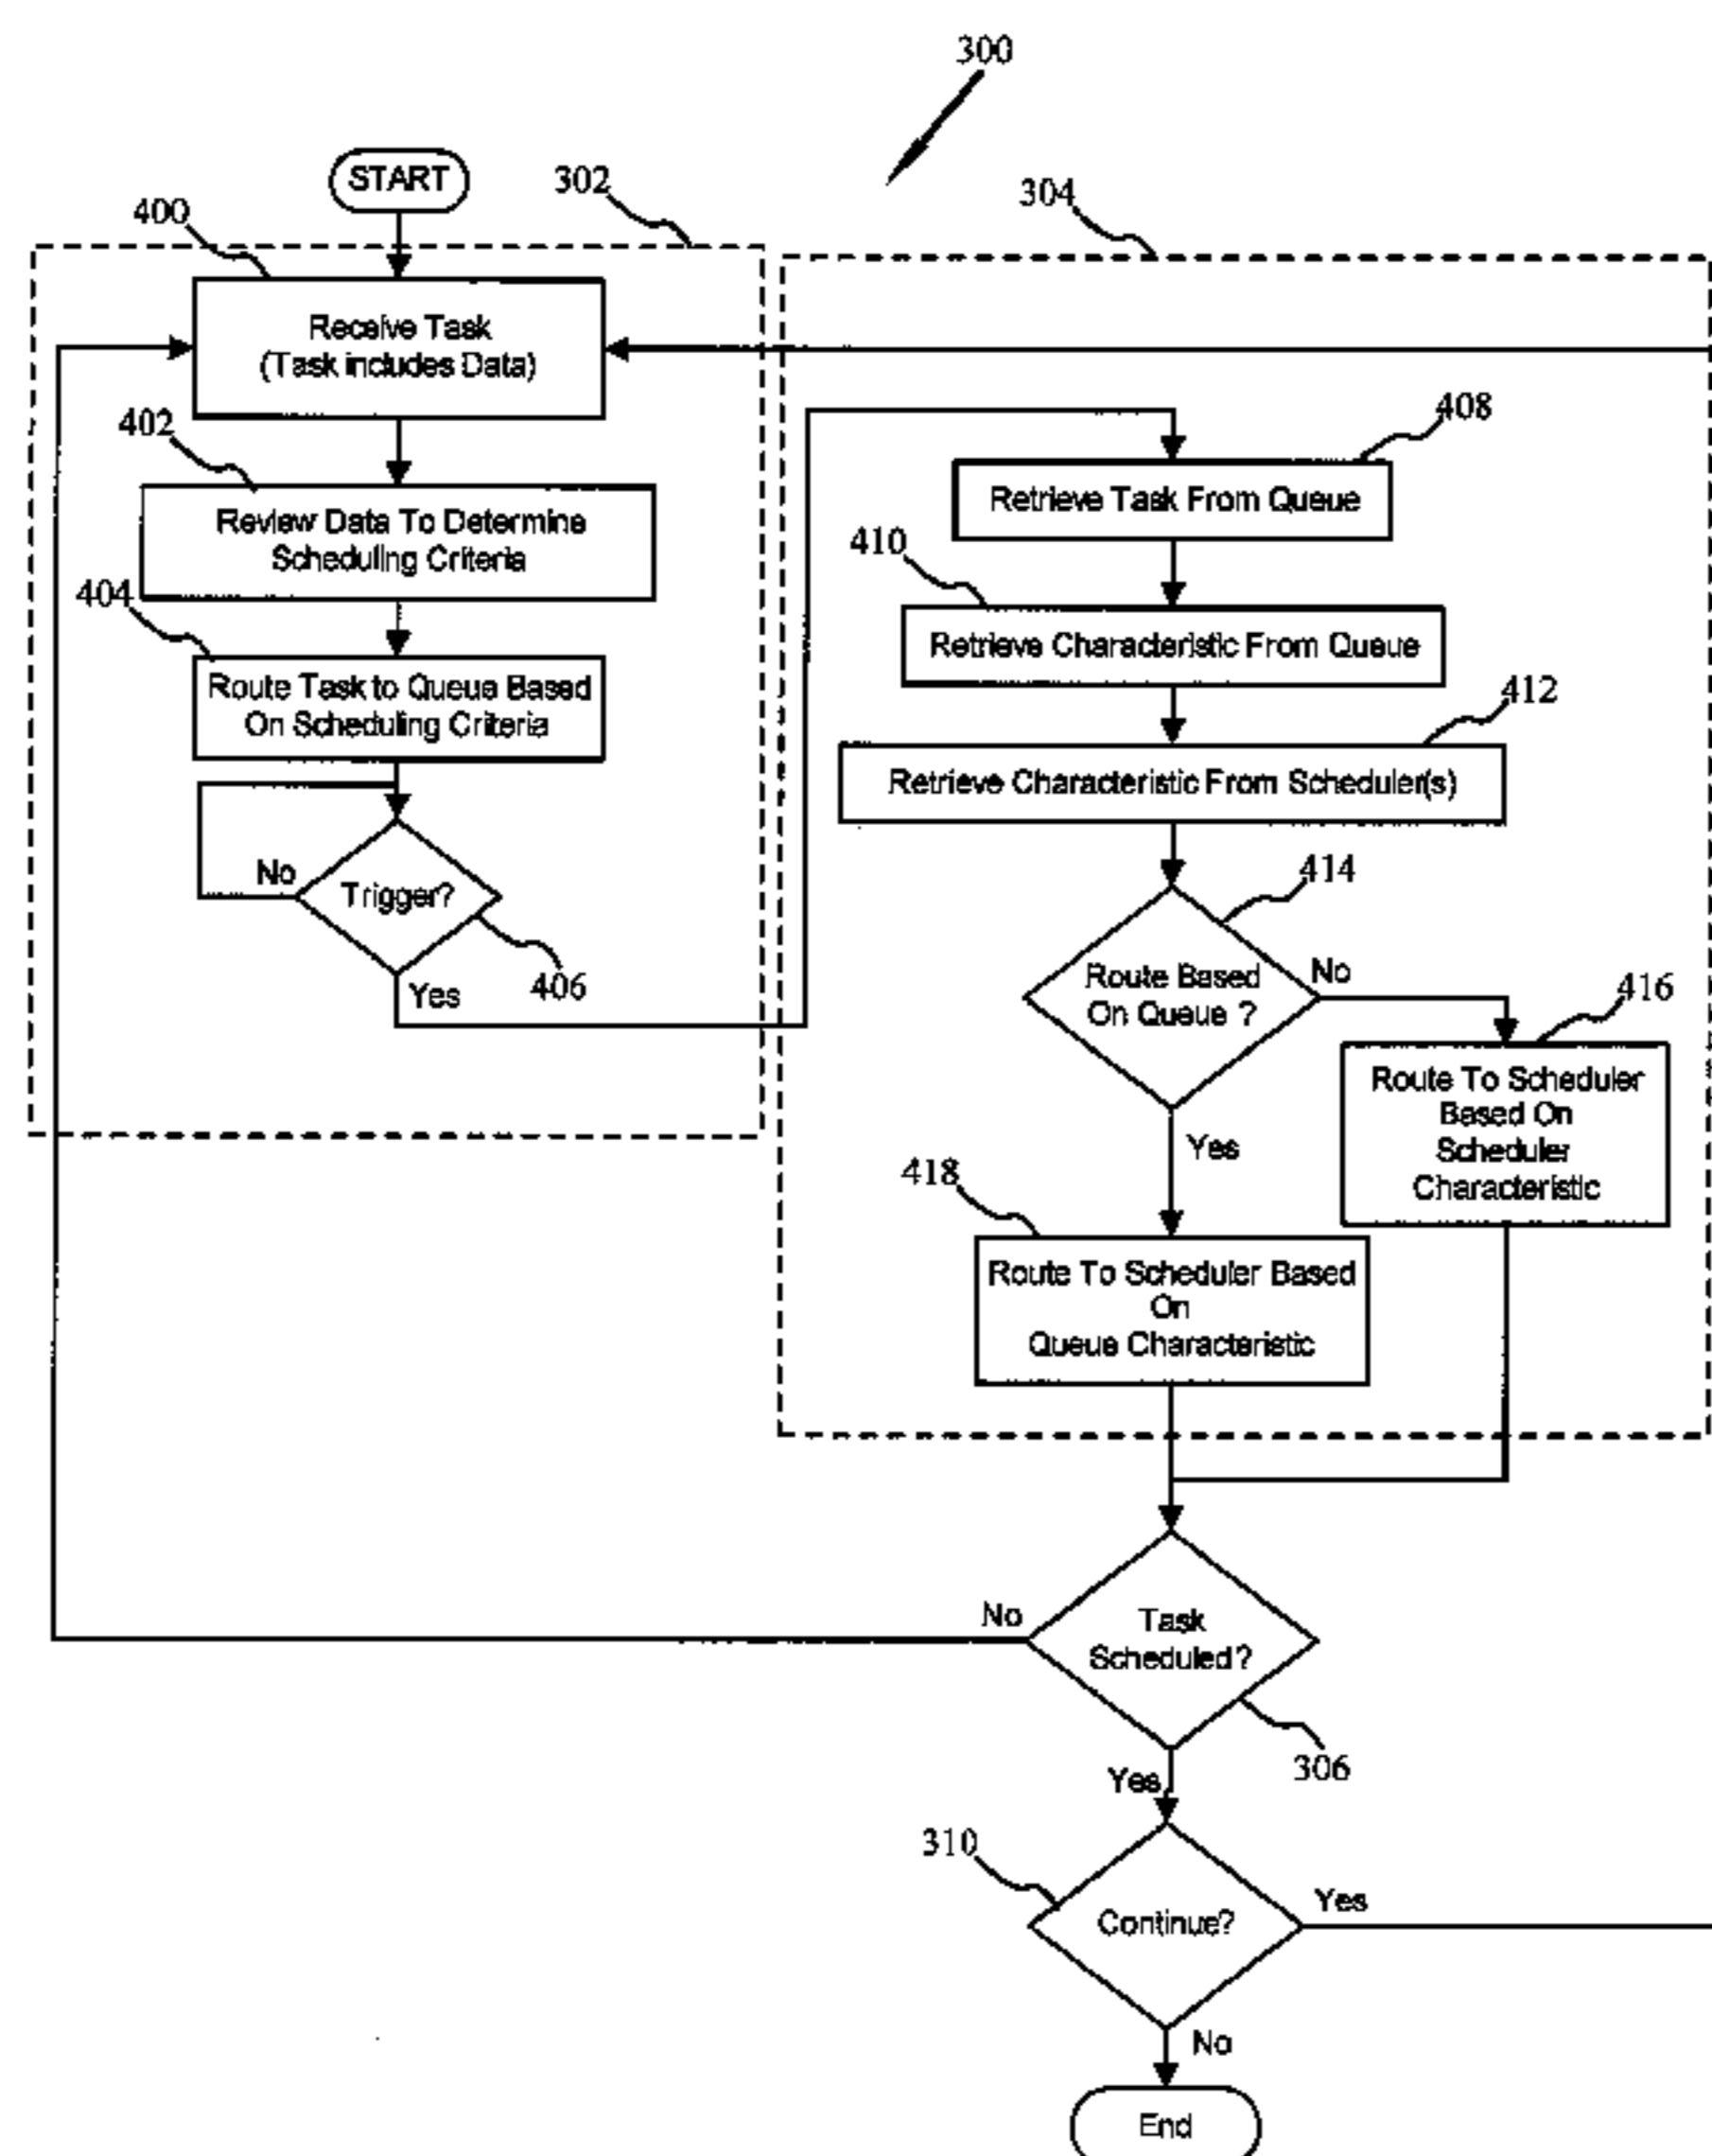 300
START
302
304
400
Receive Task
(Task includes Data)
402
408
Review Data To Determine
Scheduling Criteria
Retrieve Task From Queue
410
404
Retrieve Characteristic From Queue
Route Task to Queue Based
On Scheduling Criteria
412
Retrieve Characteristic From Scheduler(s)
No
Trigger?
414
406
Yes
Route Based
On Queue ?
No
416
Route To Scheduler
Based On
Scheduler
Characteristic
Yes
418
Route To Scheduler Based
On
Queue Characteristic
No
Task
Scheduled?
306
Yes
310
Continue?
Yes
No
End